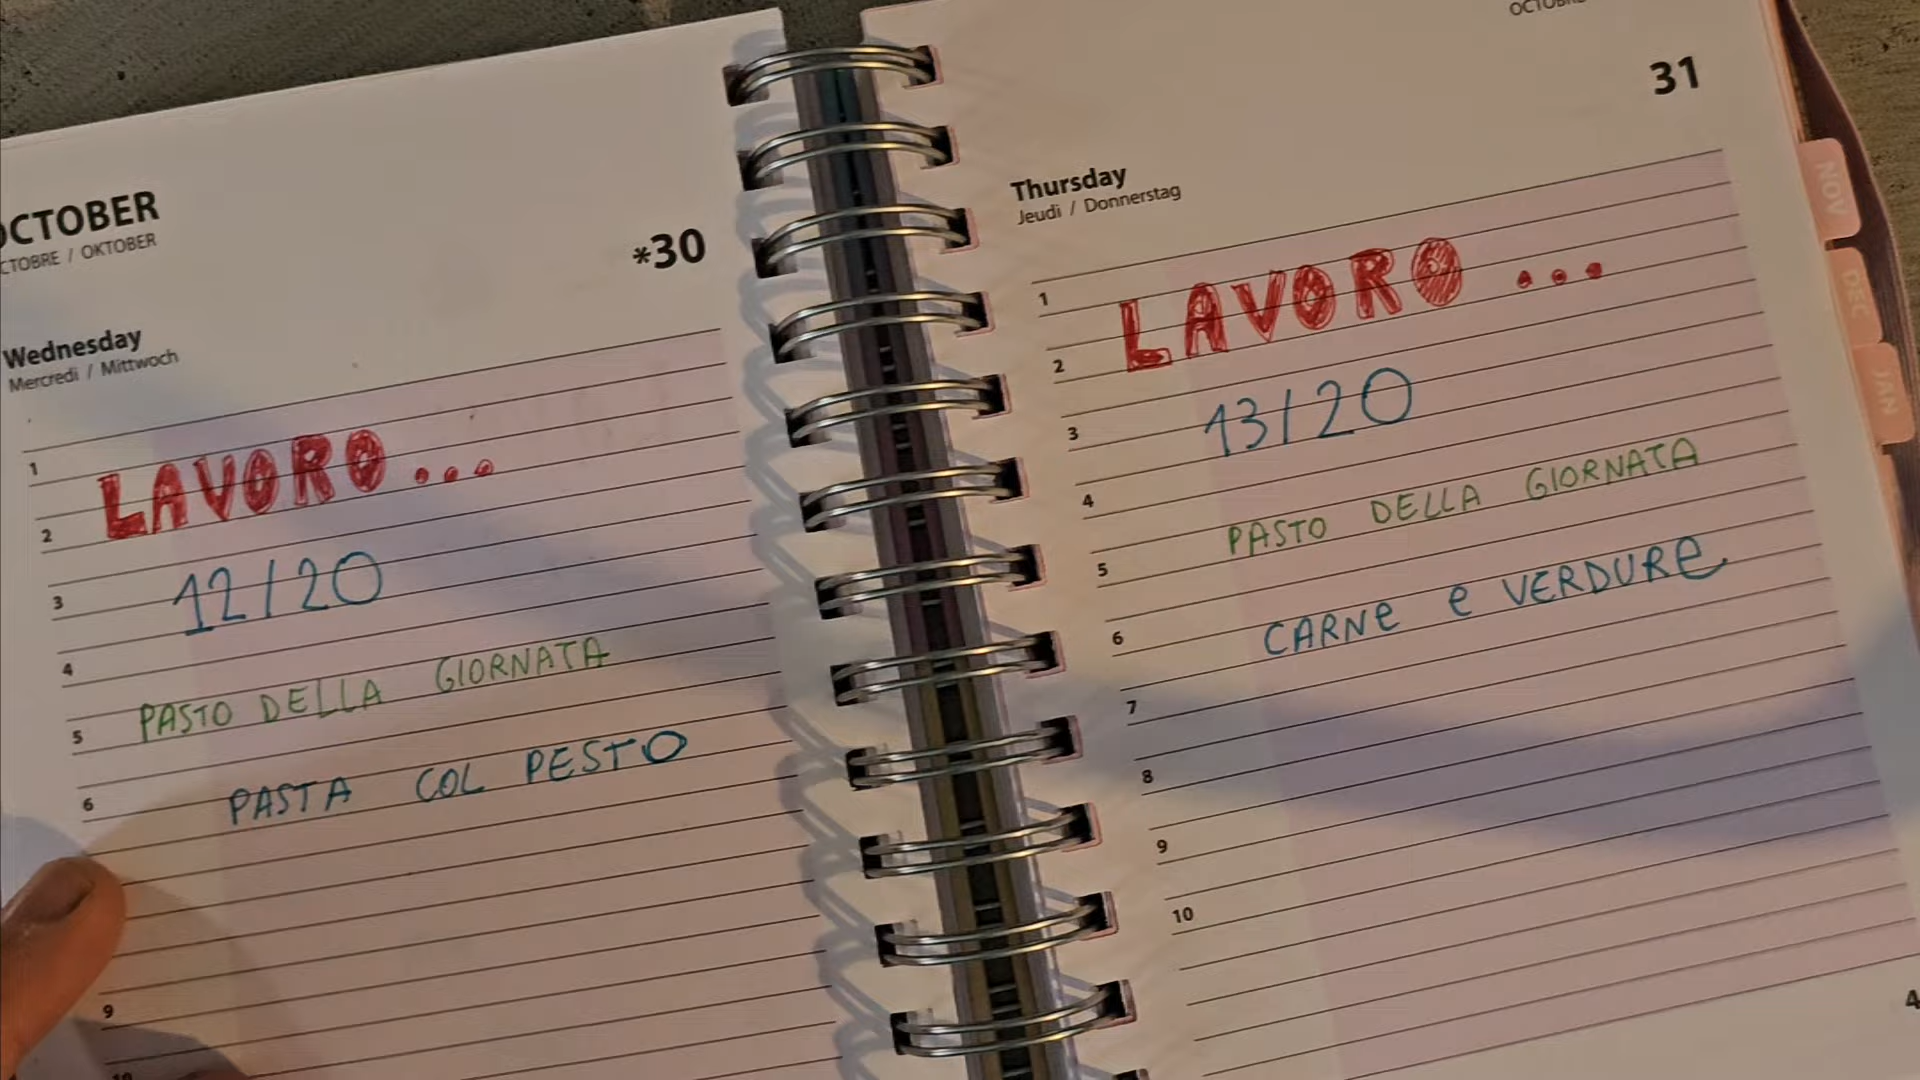 OCTOBER
OCTOBRE / OKTOBER
*30
Wednesday
Mercredi / Mittwoch
1
LAVORO...
2
12/20
3
4
PASTO DELLA GIORNATA
5
PASTA COL PESTO
6
9
10
31
Thursday
Jeudi / Donnerstag
1
LAVORO...
2
13/20
3
4
PASTO DELLA GIORNATA
5
CARNe e VERDURe
6
7
8
9
10
4
NOV
DEC
JAN